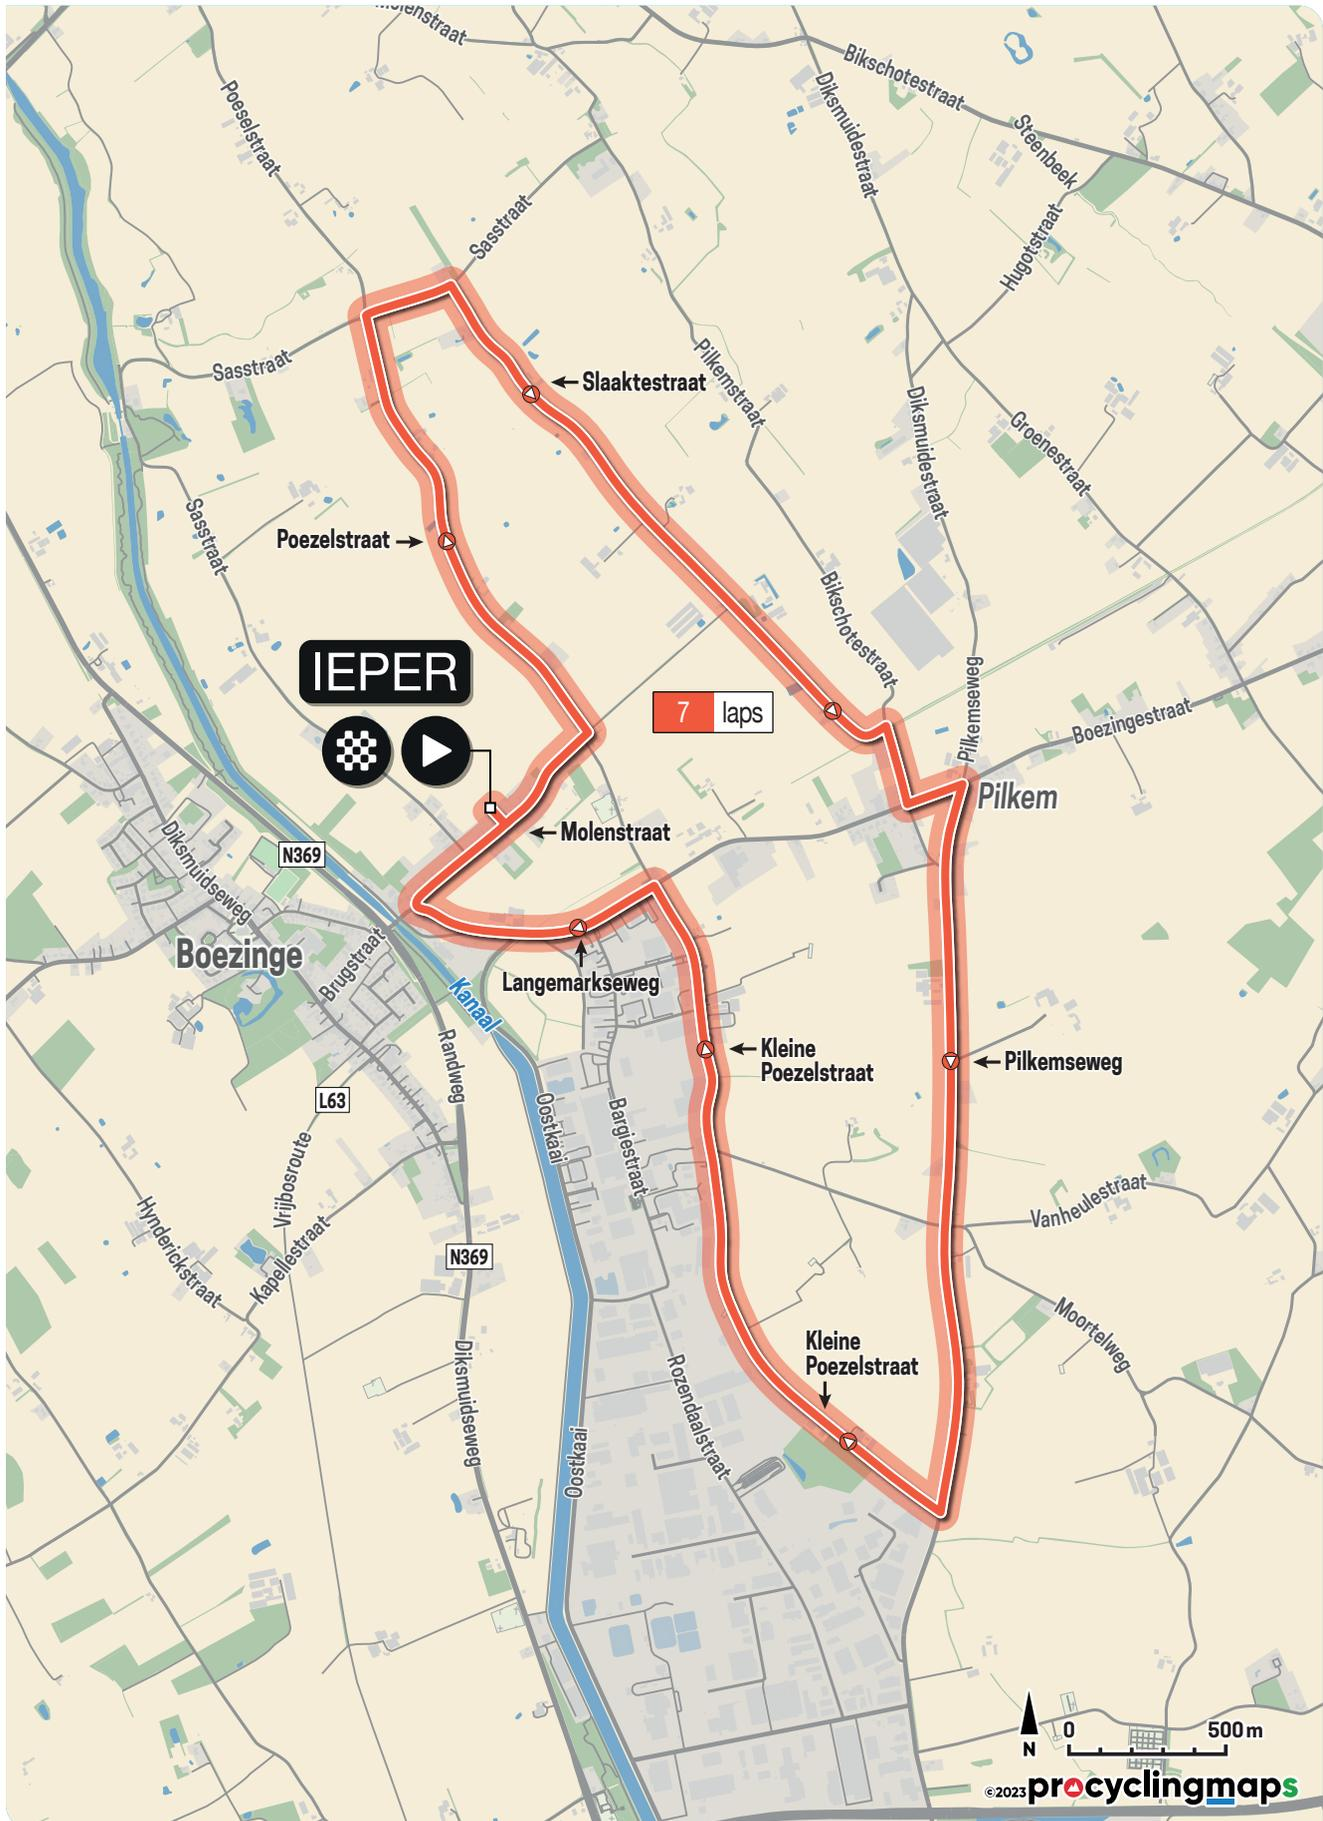 Molenstraat
Bikschotestraat
Poeselstraat
Diksmuidestraat
Steenbeek
Sasstraat
Hugotstraat
Sasstraat
Pilkemstraat
Slaaktestraat
Diksmuidestraat
Groenestraat
Sasstraat
Poezelstraat
Bikschotestraat
IEPER
7 laps
Pilkemseweg
Boezingestraat
Pilkem
Molenstraat
N369
Diksmuidseweg
Boezinge
Brugstraat
Langemarkseweg
Kanaal
Randweg
Kleine
Poezelstraat
Pilkemseweg
L63
Oostkaai
Bargiestraat
Vrijbosroute
Hynderickstraat
Kapellestraat
N369
Vanheulestraat
Moortelweg
Kleine
Poezelstraat
Diksmuidseweg
Rozendaalstraat
Oostkaai
N
0 500 m
©2023 procyclingmaps